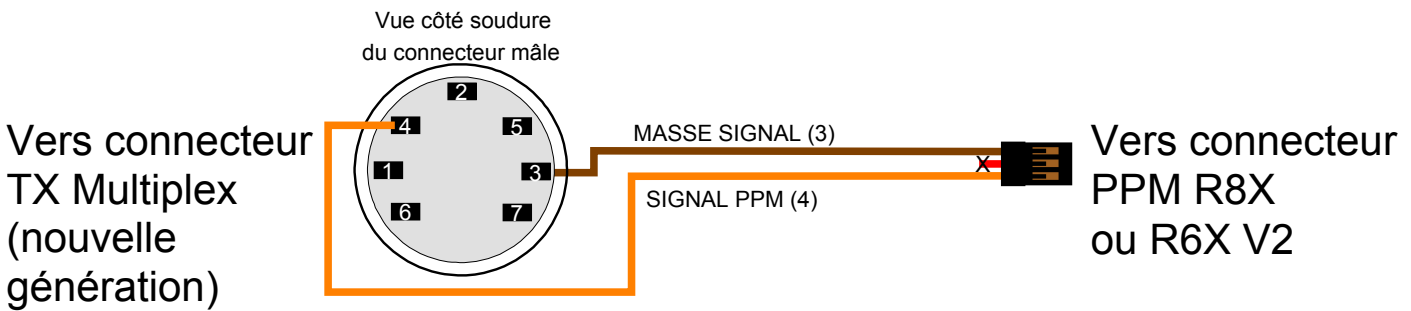 Vue côté soudure
du connecteur mâle
2
4
5
1
3
6
7
Vers connecteur
TX Multiplex
(nouvelle
génération)
MASSE SIGNAL (3)
X
SIGNAL PPM (4)
Vers connecteur
PPM R8X
ou R6X V2